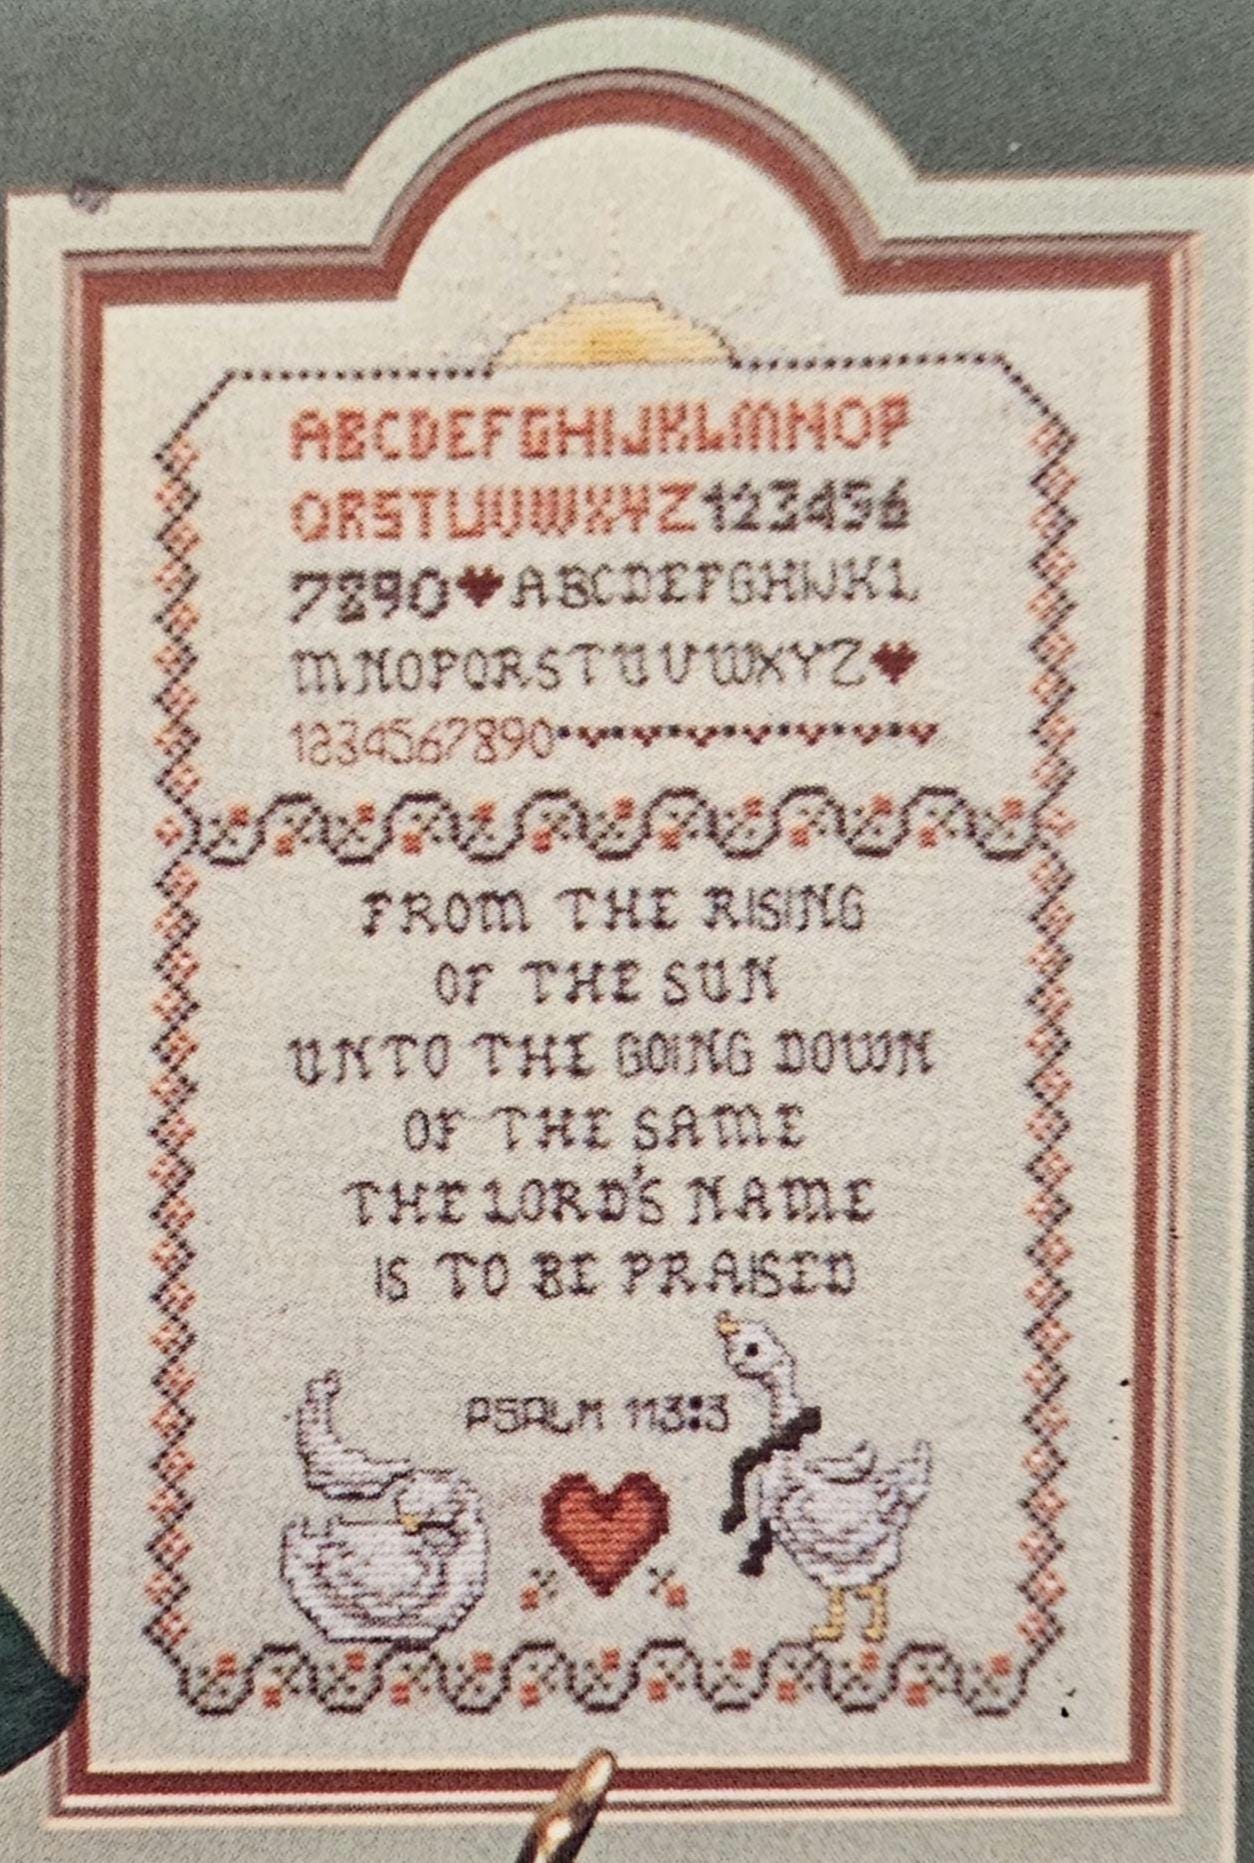 ABCDEFGHIJKLMNOP
QRSTUVWXYZ123456
7890♥ABCDEFGHIJKL
MNOPQRSTUVWXYZ♥
1234567890
FROM THE RISING
OF THE SUN
UNTO THE GOING DOWN
OF THE SAME
THE LORD'S NAME
IS TO BE PRAISED
PSALM 113:3